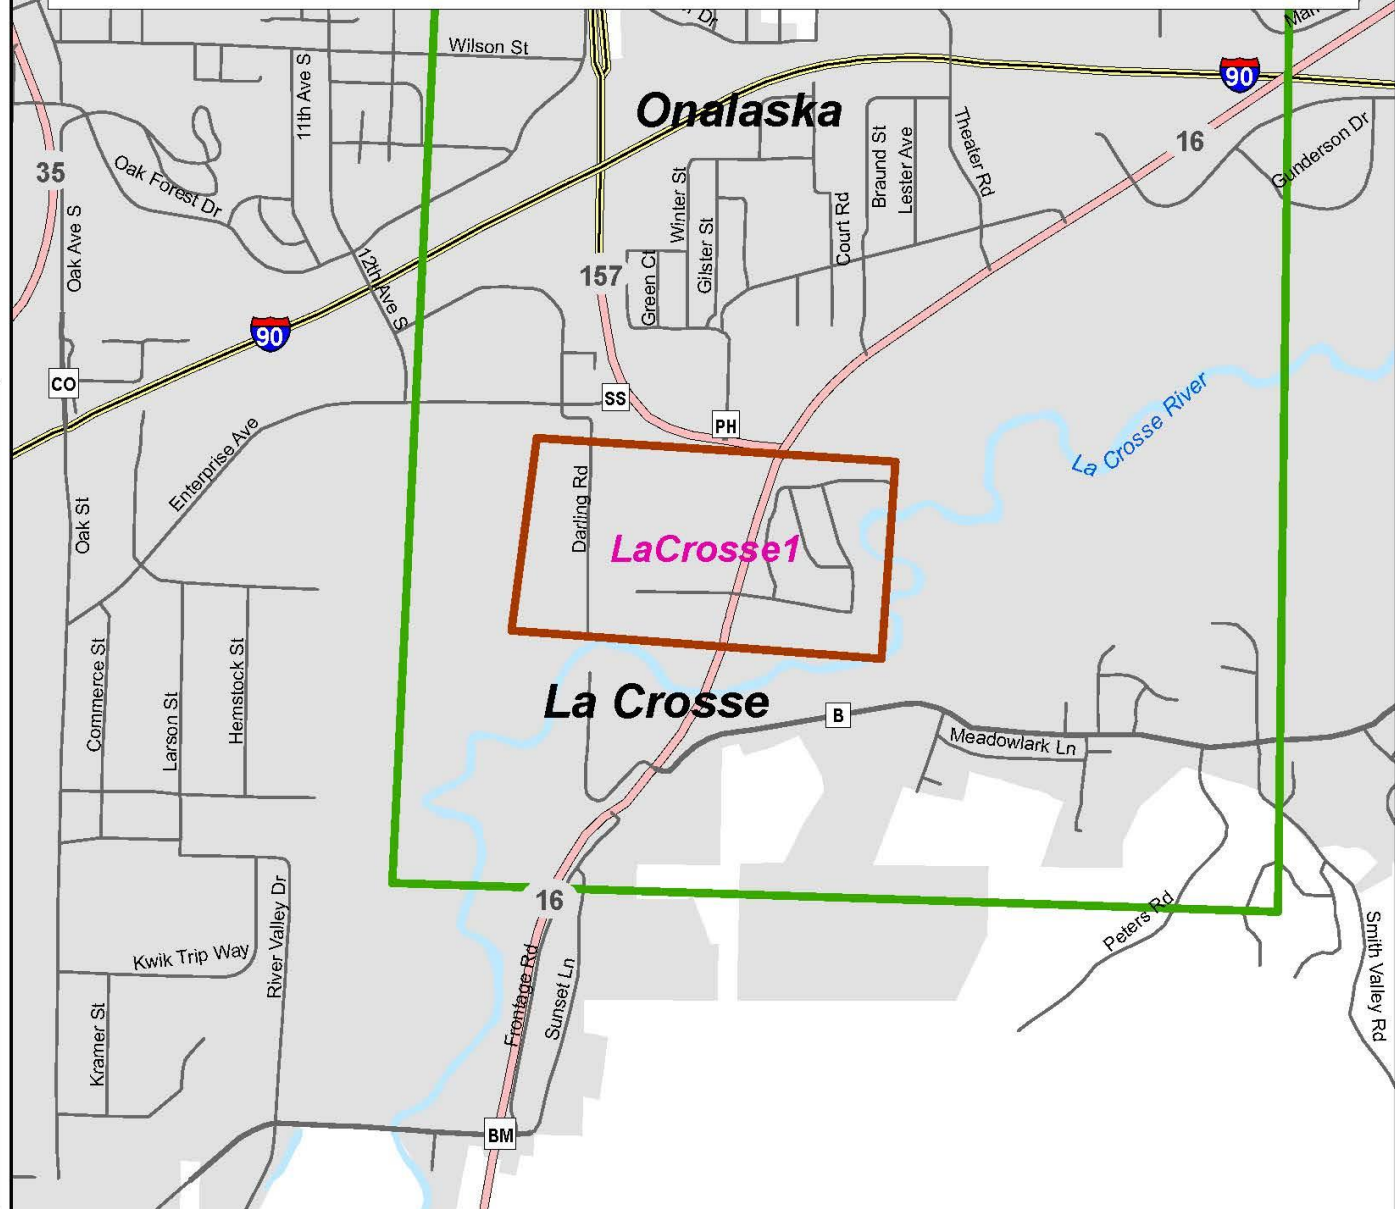 Dr
Mar
Wilson St
90
Onalaska
11th Ave S
Theater Rd
Braund St
Lester Ave
16
Gunderson Dr
35
Oak Forest Dr
Winter St
Oak Ave S
Court Rd
Gilster St
157
Green Ct
12th Ave S
90
CO
SS
PH
La Crosse River
Enterprise Ave
Darling Rd
Oak St
LaCrosse1
Commerce St
Larson St
Hemstock St
La Crosse
B
Meadowlark Ln
16
River Valley Dr
Peters Rd
Smith Valley Rd
Kwik Trip Way
Frontage Rd
Sunset Ln
Kramer St
BM